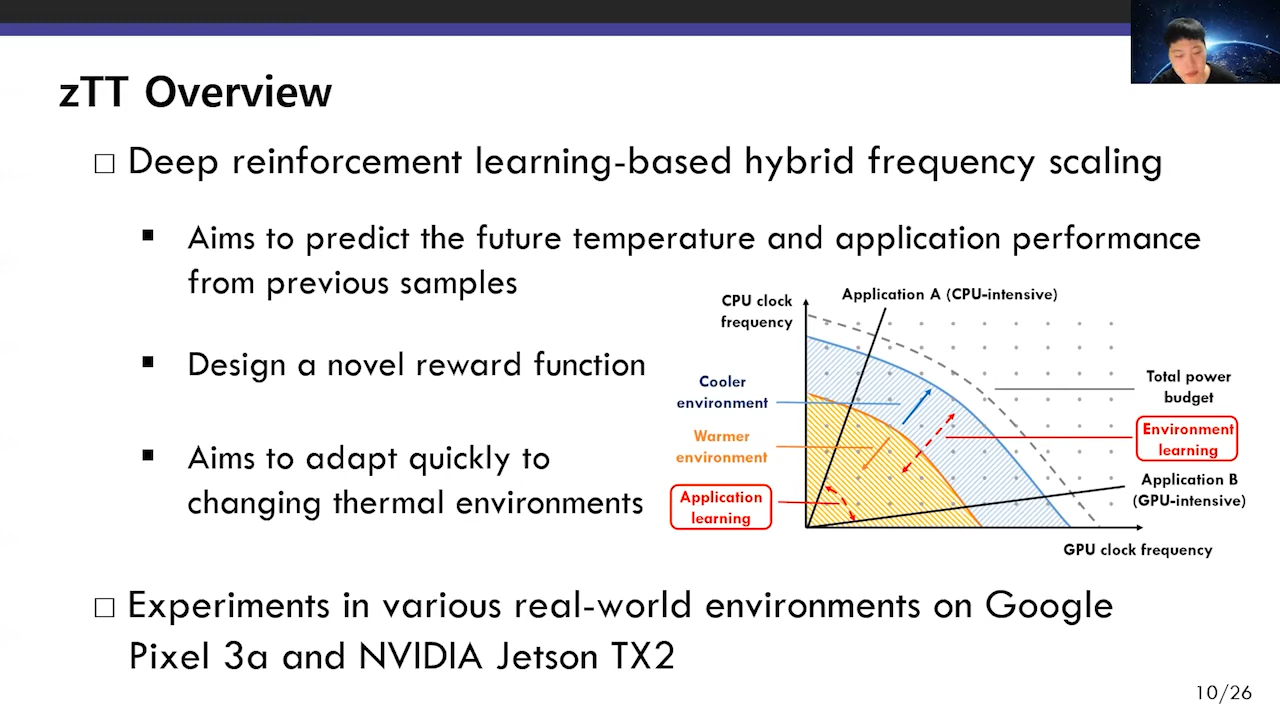 zTT Overview
Deep reinforcement learning-based hybrid frequency scaling
Aims to predict the future temperature and application performance
from previous samples
Design a novel reward function
Aims to adapt quickly to
changing thermal environments
CPU clock
frequency
Application A (CPU-intensive)
Cooler
environment
Warmer
environment
Application
learning
Total power
budget
Environment
learning
Application B
(GPU-intensive)
GPU clock frequency
Experiments in various real-world environments on Google
Pixel 3a and NVIDIA Jetson TX2
10/26